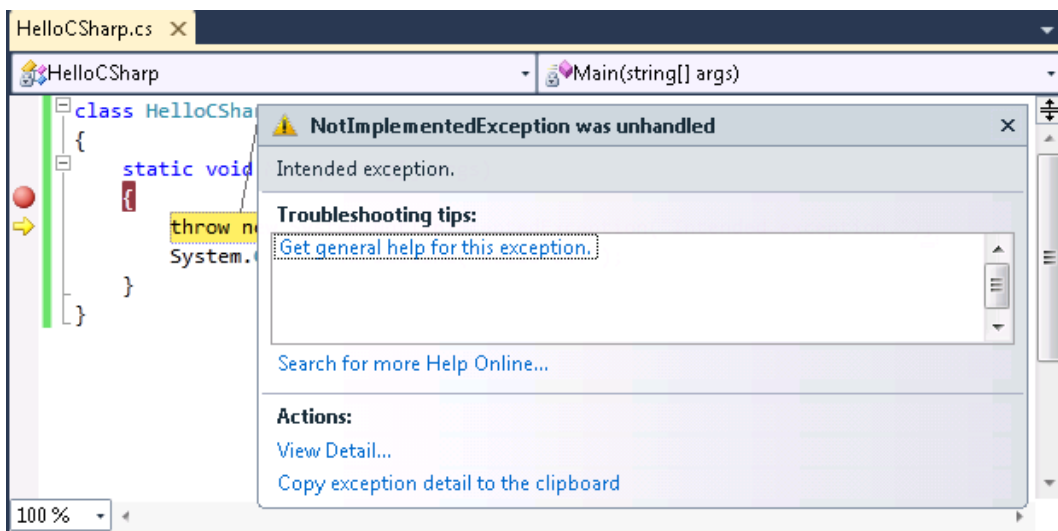 HelloCSharp.cs
HelloCSharp
Main(string[] args)
class HelloCSha
NotImplementedException was unhandled
{
static void
Intended exception.
{
Troubleshooting tips:
throw n
Get general help for this exception.
System.
}
}
Search for more Help Online...
Actions:
View Detail...
Copy exception detail to the clipboard
100 %